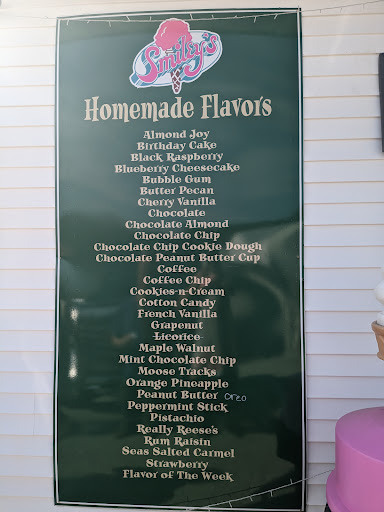 Smiley's
Homemade Flavors
Almond Joy
Birthday Cake
Black Raspberry
Blueberry Cheesecake
Bubble Gum
Butter Pecan
Cherry Vanilla
Chocolate
Chocolate Almond
Chocolate Chip
Chocolate Chip Cookie Dough
Chocolate Peanut Butter Cup
Coffee
Coffee Chip
Cookies-n-Cream
Cotton Candy
French Vanilla
Grapenut
Licorice
Maple Walnut
Mint Chocolate Chip
Moose Tracks
Orange Pineapple
Peanut Butter oreo
Peppermint Stick
Pistachio
Really Reese's
Rum Raisin
Seas Salted Carmel
Strawberry
Flavor of The Week